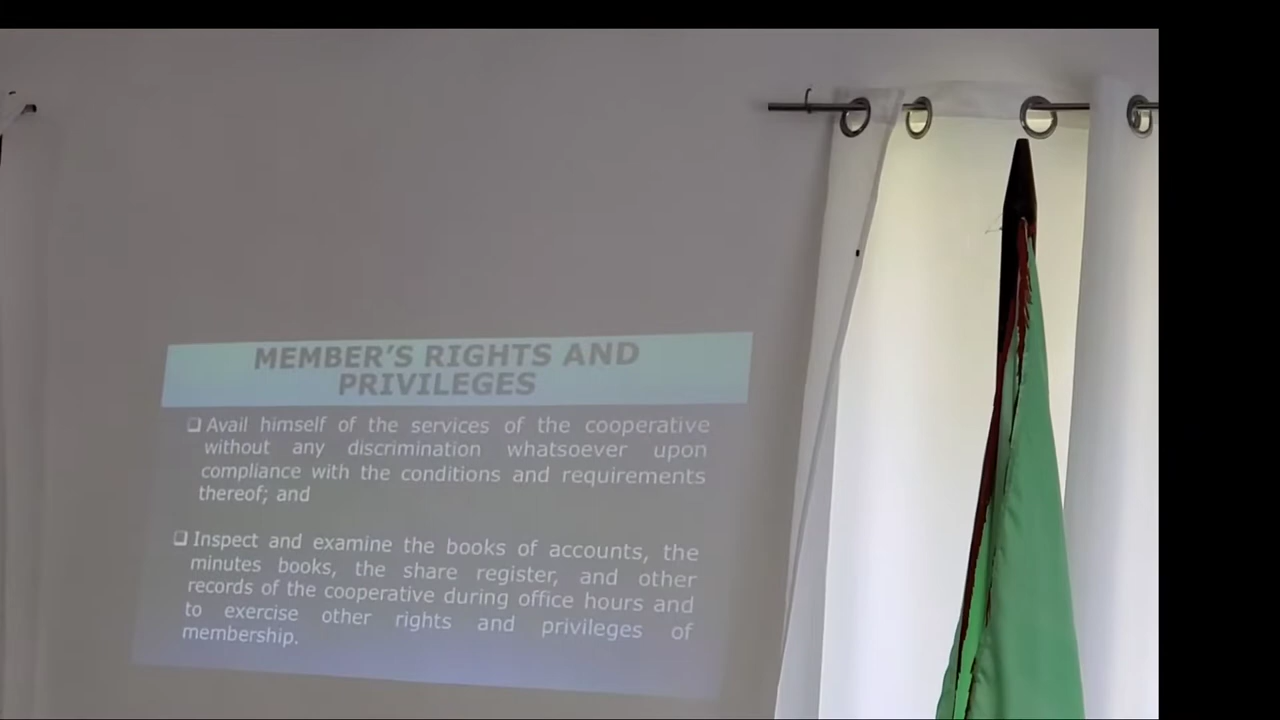 MEMBER'S RIGHTS AND
PRIVILEGES
❑ Avail himself of the services of the cooperative
without any discrimination whatsoever upon
compliance with the conditions and requirements
thereof; and
❑ Inspect and examine the books of accounts, the
minutes books, the share register, and other
records of the cooperative during office hours and
to exercise other rights and privileges of
membership.